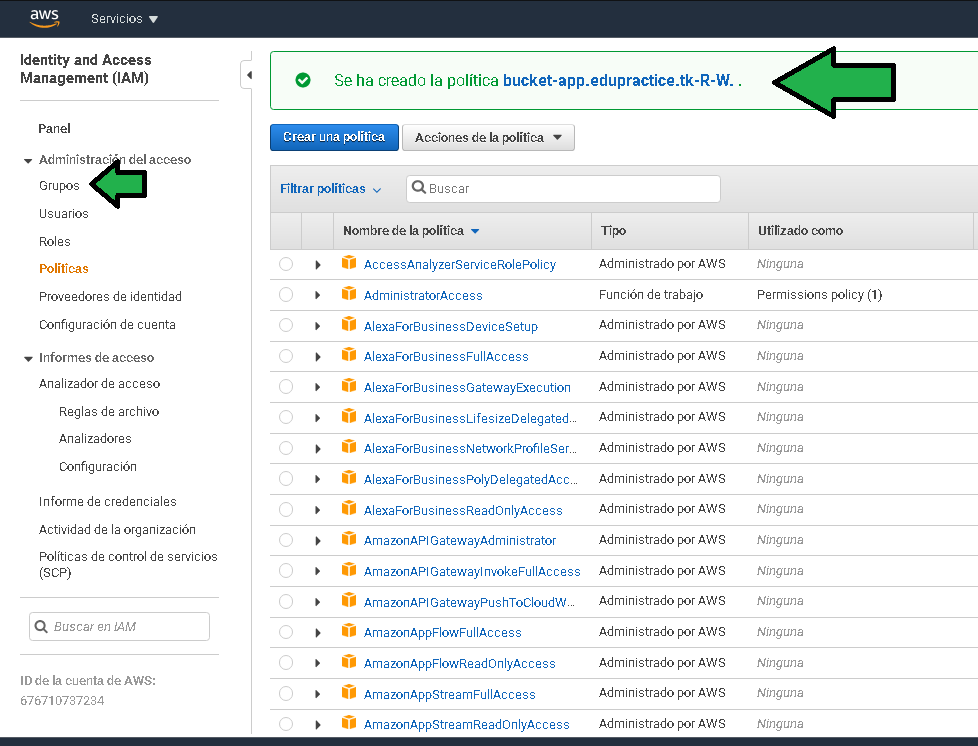 aws
Servicios
Identity and Access
Management (IAM)
Panel
Administración del acceso
Grupos
Usuarios
Roles
Políticas
Proveedores de identidad
Configuración de cuenta
Informes de acceso
Analizador de acceso
Reglas de archivo
Analizadores
Configuración
Informe de credenciales
Actividad de la organización
Políticas de control de servicios
(SCP)
Buscar en IAM
ID de la cuenta de AWS:
676710737234
Se ha creado la política bucket-app.edupractice.tk-R-W. .
Crear una política
Acciones de la política
Filtrar políticas
Buscar
Nombre de la política Tipo Utilizado como
AccessAnalyzerServiceRolePolicy Administrado por AWS Ninguna
AdministratorAccess Función de trabajo Permissions policy (1)
AlexaForBusinessDeviceSetup Administrado por AWS Ninguna
AlexaForBusinessFullAccess Administrado por AWS Ninguna
AlexaForBusinessGatewayExecution Administrado por AWS Ninguna
AlexaForBusinessLifesizeDelegated... Administrado por AWS Ninguna
AlexaForBusinessNetworkProfileSer... Administrado por AWS Ninguna
AlexaForBusinessPolyDelegatedAcc... Administrado por AWS Ninguna
AlexaForBusinessReadOnlyAccess Administrado por AWS Ninguna
AmazonAPIGatewayAdministrator Administrado por AWS Ninguna
AmazonAPIGatewayInvokeFullAccess Administrado por AWS Ninguna
AmazonAPIGatewayPushToCloudW... Administrado por AWS Ninguna
AmazonAppFlowFullAccess Administrado por AWS Ninguna
AmazonAppFlowReadOnlyAccess Administrado por AWS Ninguna
AmazonAppStreamFullAccess Administrado por AWS Ninguna
AmazonAppStreamReadOnlyAccess Administrado por AWS Ninguna